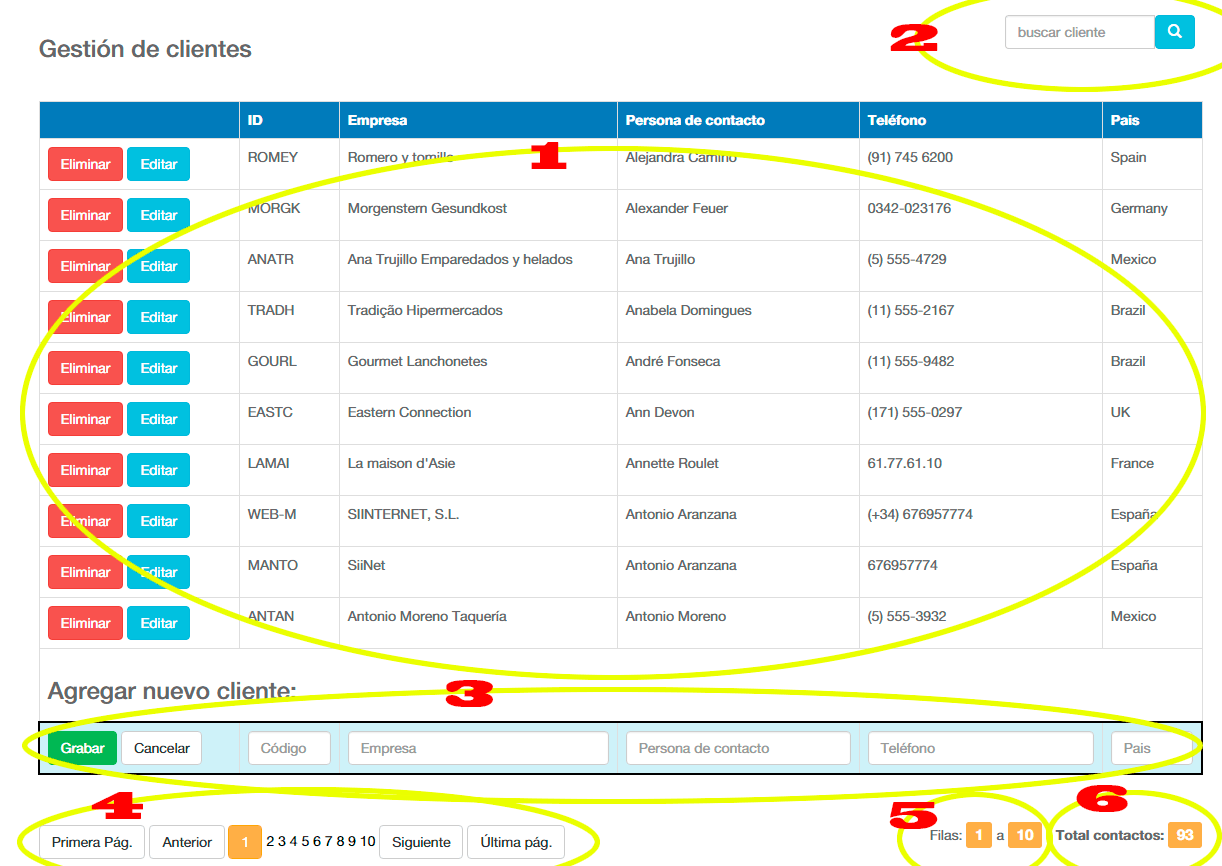 2
buscar cliente
Gestión de clientes
ID Empresa Persona de contacto Teléfono Pais
1
Eliminar Editar ROMEY Romero y tomillo Alejandra Camino (91) 745 6200 Spain
Eliminar Editar MORGK Morgenstern Gesundkost Alexander Feuer 0342-023176 Germany
Eliminar Editar ANATR Ana Trujillo Emparedados y helados Ana Trujillo (5) 555-4729 Mexico
Eliminar Editar TRADH Tradição Hipermercados Anabela Domingues (11) 555-2167 Brazil
Eliminar Editar GOURL Gourmet Lanchonetes André Fonseca (11) 555-9482 Brazil
Eliminar Editar EASTC Eastern Connection Ann Devon (171) 555-0297 UK
Eliminar Editar LAMAI La maison d'Asie Annette Roulet 61.77.61.10 France
Eliminar Editar WEB-M SIINTERNET, S.L. Antonio Aranzana (+34) 676957774 España
Eliminar Editar MANTO SiiNet Antonio Aranzana 676957774 España
Eliminar Editar ANTAN Antonio Moreno Taquería Antonio Moreno (5) 555-3932 Mexico
Agregar nuevo cliente:
3
Grabar Cancelar Código Empresa Persona de contacto Teléfono Pais
4 5 6
Primera Pág. Anterior 1 2 3 4 5 6 7 8 9 10 Siguiente Última pág. Filas: 1 a 10 Total contactos: 93